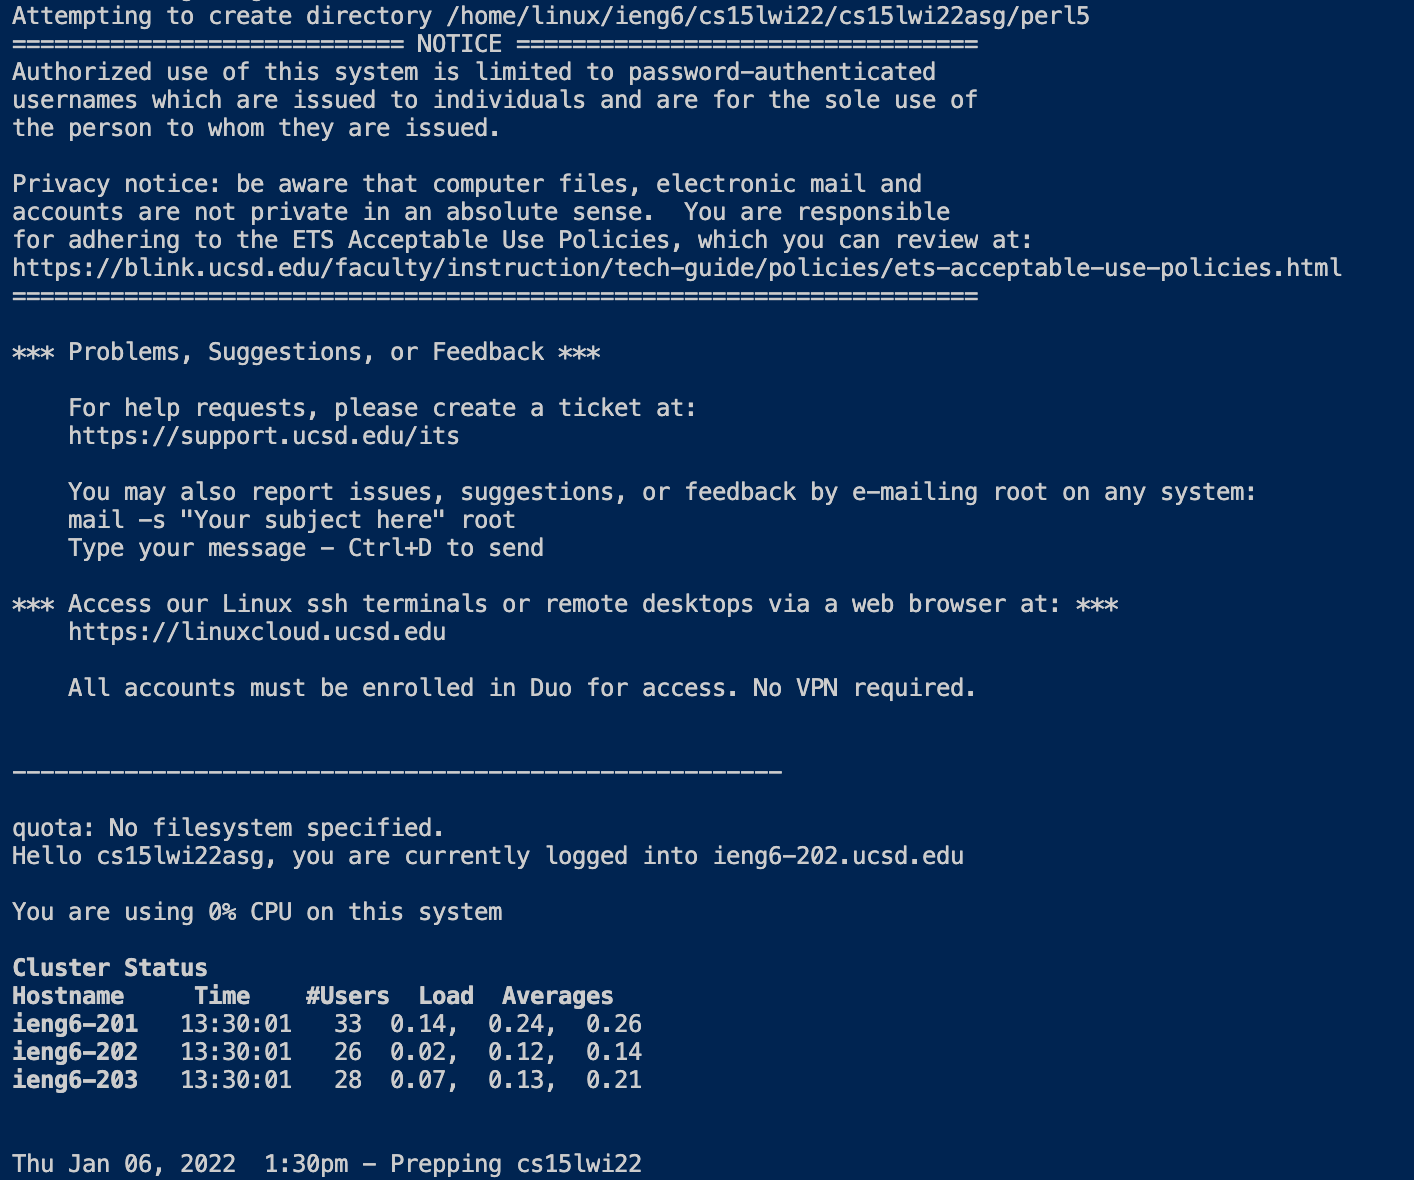 Attempting to create directory /home/linux/ieng6/cs15lwi22/cs15lwi22asg/perl5
============================ NOTICE =================================
Authorized use of this system is limited to password-authenticated
usernames which are issued to individuals and are for the sole use of
the person to whom they are issued.

Privacy notice: be aware that computer files, electronic mail and
accounts are not private in an absolute sense.  You are responsible
for adhering to the ETS Acceptable Use Policies, which you can review at:
https://blink.ucsd.edu/faculty/instruction/tech-guide/policies/ets-acceptable-use-policies.html
=====================================================================

*** Problems, Suggestions, or Feedback ***

    For help requests, please create a ticket at:
    https://support.ucsd.edu/its

    You may also report issues, suggestions, or feedback by e-mailing root on any system:
    mail -s "Your subject here" root
    Type your message - Ctrl+D to send

*** Access our Linux ssh terminals or remote desktops via a web browser at: ***
    https://linuxcloud.ucsd.edu

    All accounts must be enrolled in Duo for access. No VPN required.


-------------------------------------------------------

quota: No filesystem specified.
Hello cs15lwi22asg, you are currently logged into ieng6-202.ucsd.edu

You are using 0% CPU on this system

Cluster Status
Hostname     Time    #Users  Load  Averages
ieng6-201   13:30:01   33  0.14,  0.24,  0.26
ieng6-202   13:30:01   26  0.02,  0.12,  0.14
ieng6-203   13:30:01   28  0.07,  0.13,  0.21


Thu Jan 06, 2022  1:30pm - Prepping cs15lwi22